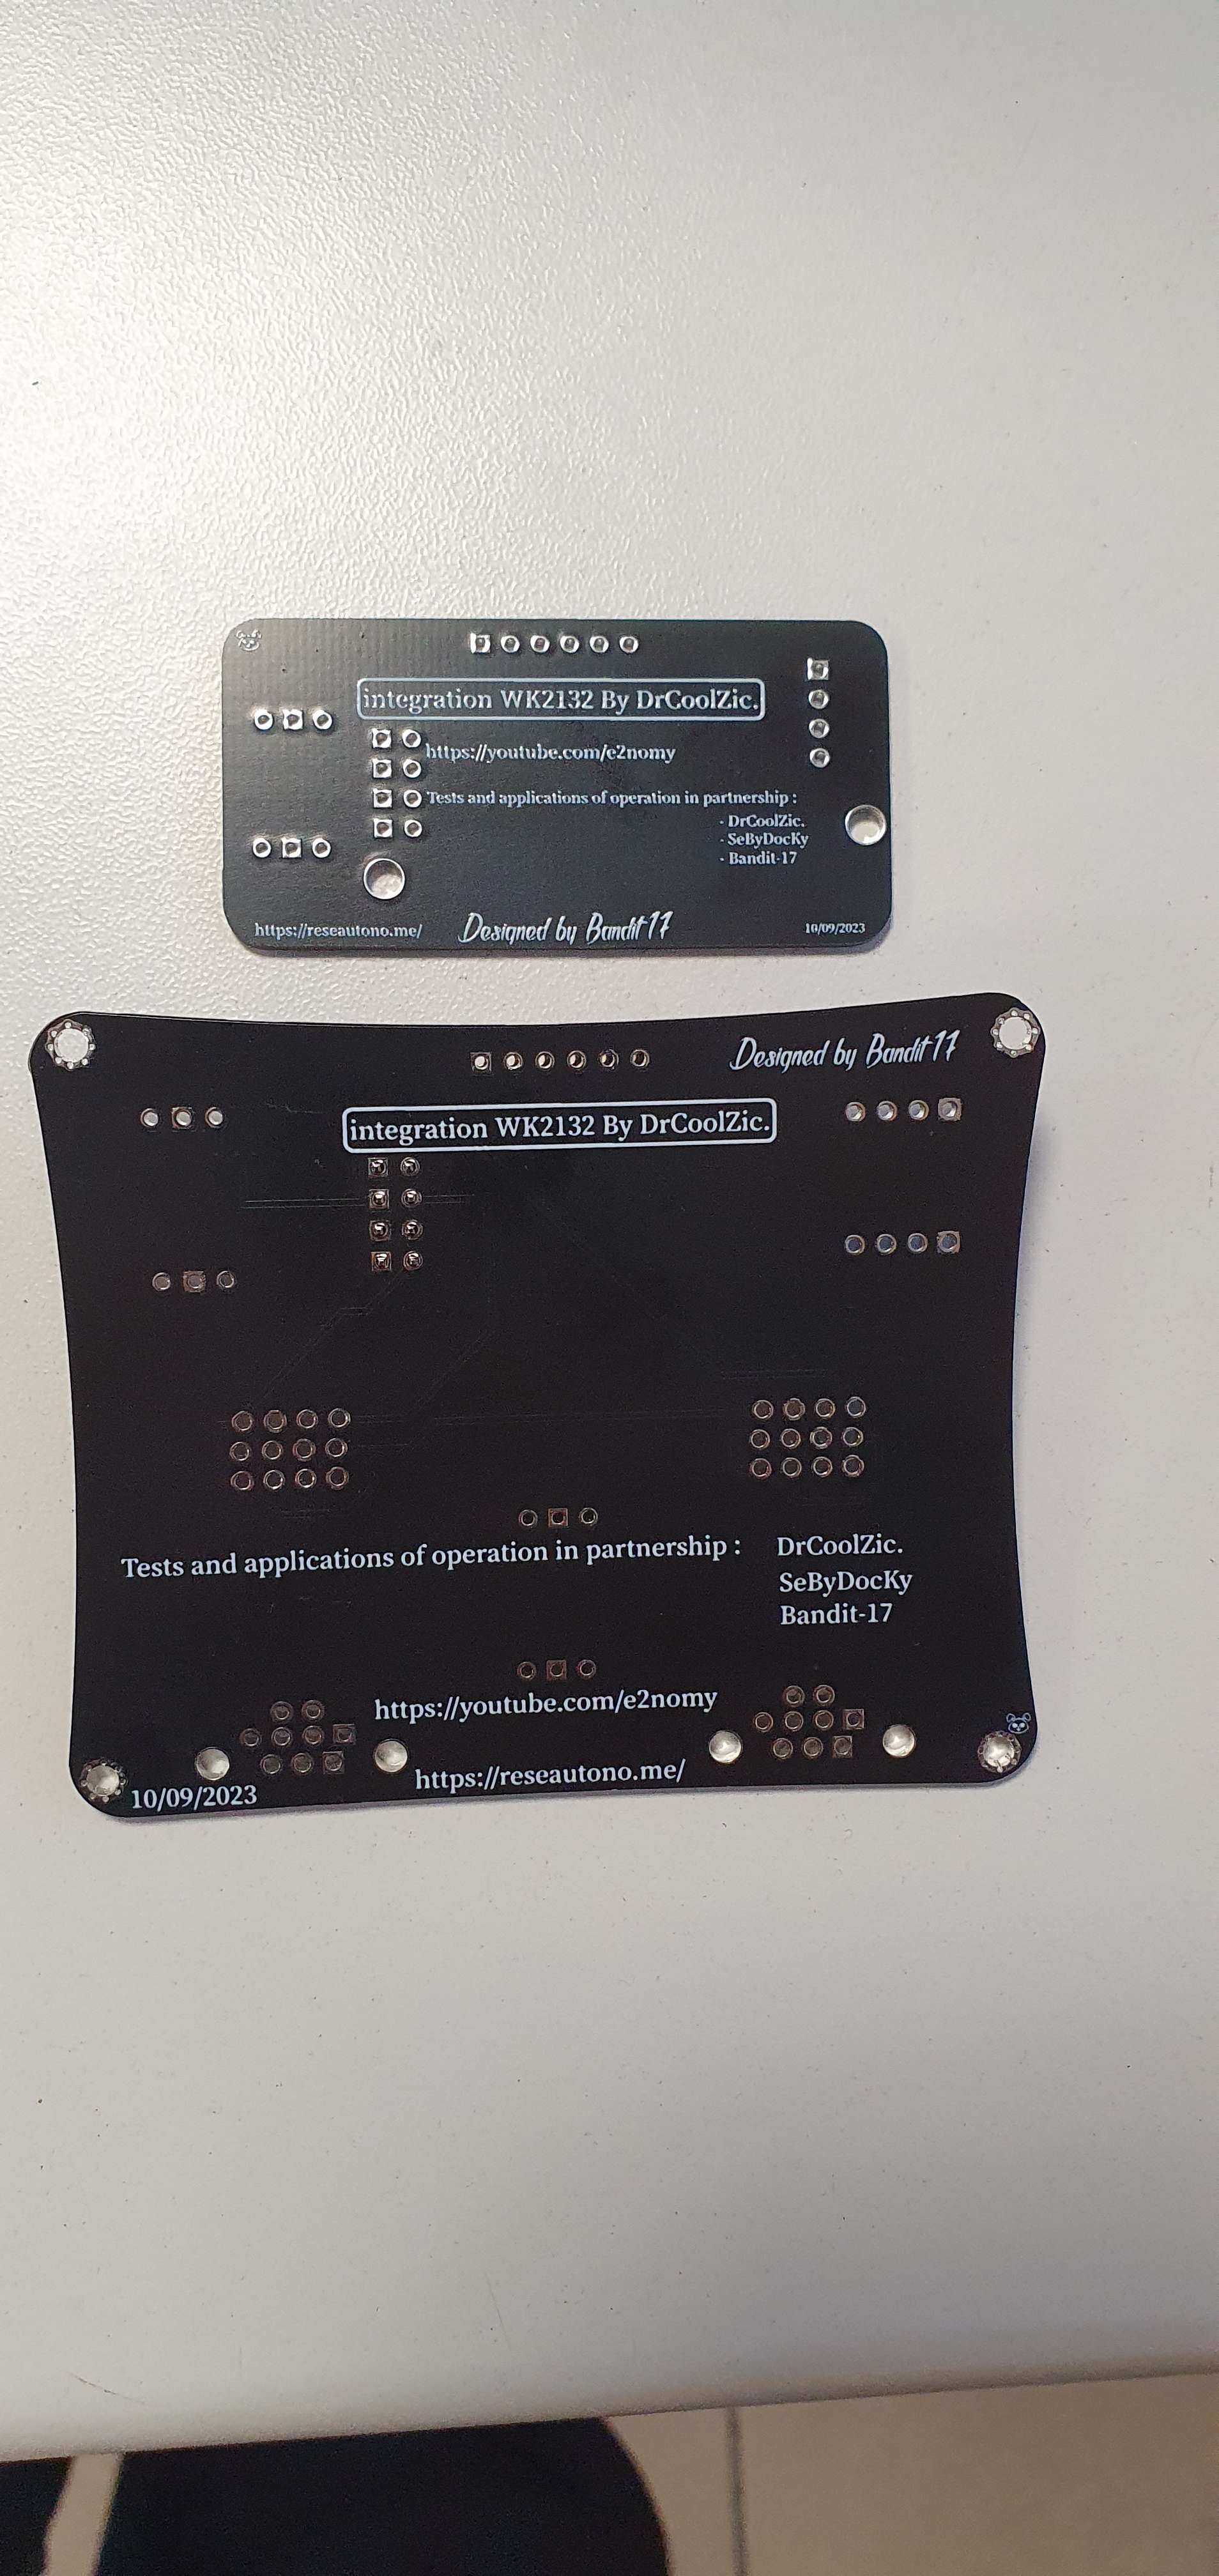 integration WK2132 By DrCoolZic.
https://youtube.com/e2nomy
Tests and applications of operation in partnership :
- DrCoolZic.
- SeByDocKy
- Bandit-17
https://reseautono.me/
Designed by Bandit17
10/09/2023
Designed by Bandit17
integration WK2132 By DrCoolZic.
Tests and applications of operation in partnership :
DrCoolZic.
SeByDocKy
Bandit-17
https://youtube.com/e2nomy
https://reseautono.me/
10/09/2023